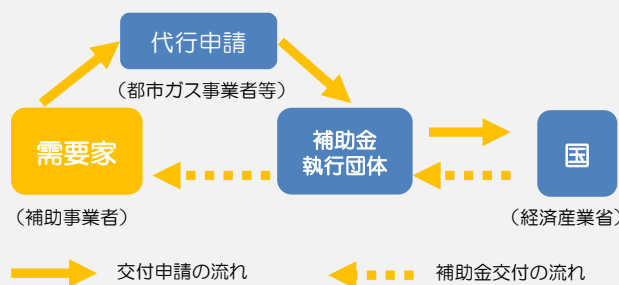 代行申請
（都市ガス事業者等）
需要家
（補助事業者）
補助金
執行団体
国
（経済産業省）
交付申請の流れ
補助金交付の流れ